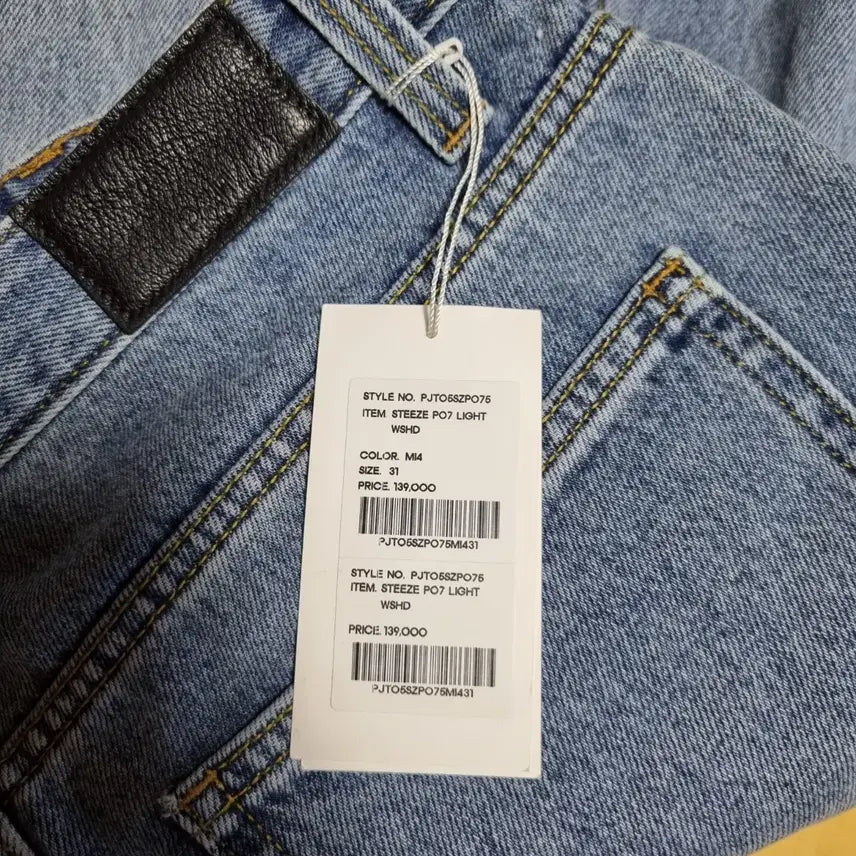 STYLE NO. PJTO5SZPO75
ITEM. STEEZE PO7 LIGHT
WSHD
COLOR. MI4
SIZE. 31
PRICE. 139,000
PJTO5SZPO75MI431
STYLE NO. PJTO5SZPO75
ITEM. STEEZE PO7 LIGHT
WSHD
PRICE. 139,000
PJTO5SZPO75MI431